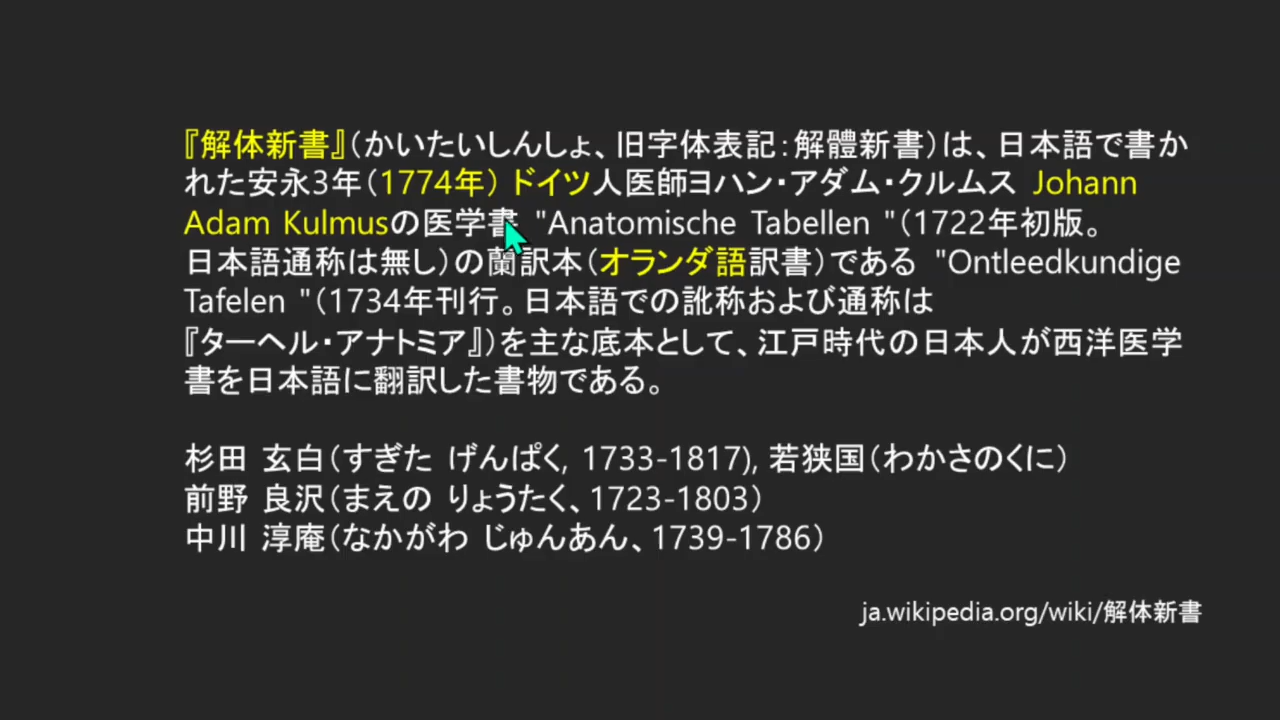 『解体新書』（かいたいしんしょ、旧字体表記：解體新書）は、日本語で書か
れた安永3年（1774年） ドイツ人医師ヨハン・アダム・クルムス Johann
Adam Kulmusの医学書 "Anatomische Tabellen "（1722年初版。
日本語通称は無し）の蘭訳本（オランダ語訳書）である "Ontleedkundige
Tafelen "（1734年刊行。日本語での訛称および通称は
『ターヘル・アナトミア』）を主な底本として、江戸時代の日本人が西洋医学
書を日本語に翻訳した書物である。
杉田 玄白（すぎた げんぱく, 1733-1817), 若狭国（わかさのくに）
前野 良沢（まえの りょうたく、1723-1803）
中川 淳庵（なかがわ じゅんあん、1739-1786）
ja.wikipedia.org/wiki/解体新書